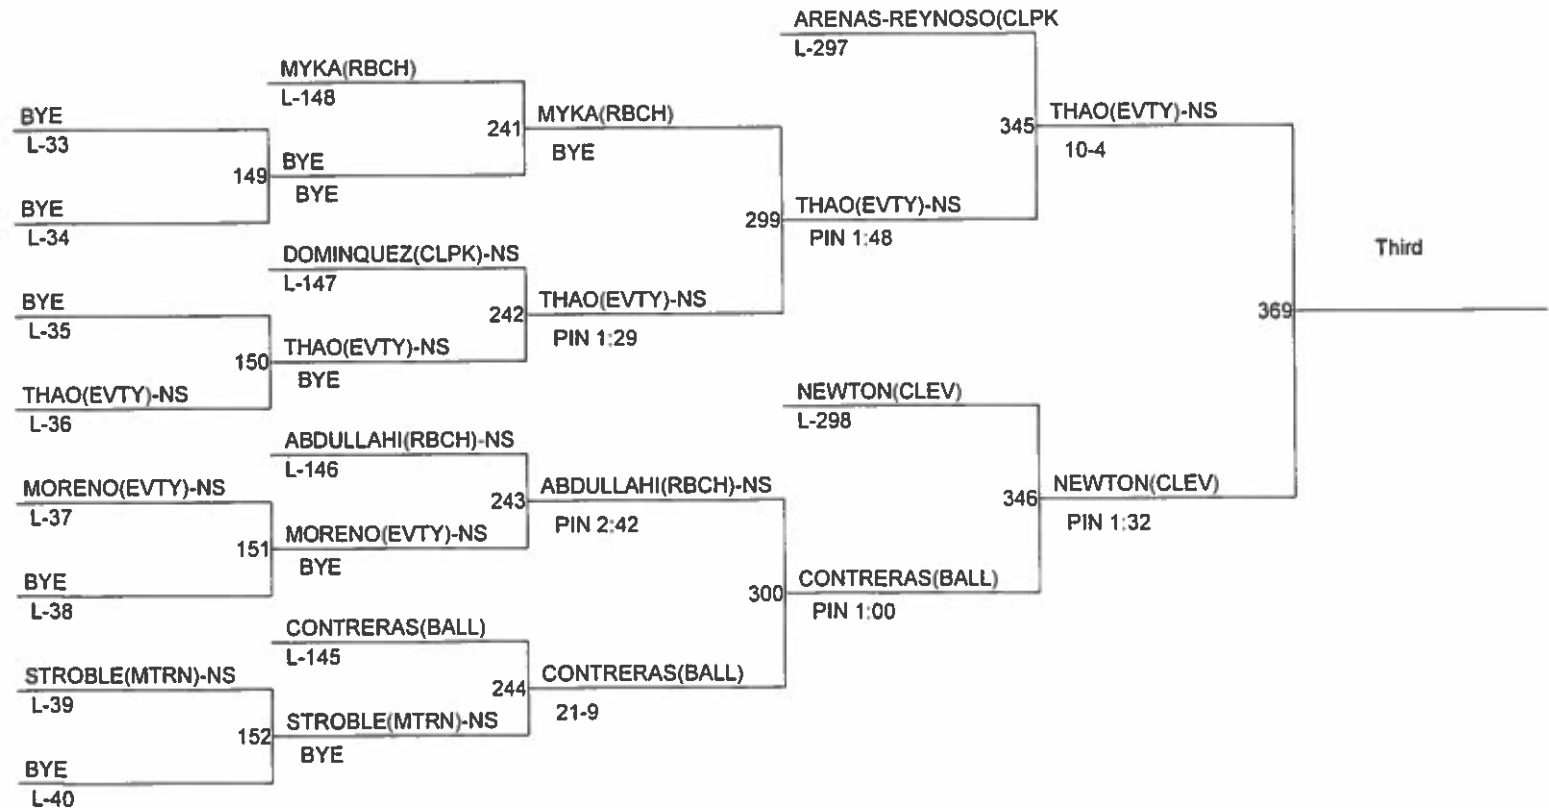 ARENAS-REYNOSO(CLPK
L-297
MYKA(RBCH)
L-148
BYE
L-33
241
MYKA(RBCH)
BYE
345
THAO(EVTY)-NS
10-4
149
BYE
BYE
BYE
L-34
299
THAO(EVTY)-NS
PIN 1:48
DOMINQUEZ(CLPK)-NS
L-147
Third
BYE
L-35
242
THAO(EVTY)-NS
PIN 1:29
369
150
THAO(EVTY)-NS
BYE
THAO(EVTY)-NS
L-36
NEWTON(CLEV)
L-298
ABDULLAHI(RBCH)-NS
L-146
MORENO(EVTY)-NS
L-37
243
ABDULLAHI(RBCH)-NS
PIN 2:42
346
NEWTON(CLEV)
PIN 1:32
151
MORENO(EVTY)-NS
BYE
BYE
L-38
300
CONTRERAS(BALL)
PIN 1:00
CONTRERAS(BALL)
L-145
STROBLE(MTRN)-NS
L-39
244
CONTRERAS(BALL)
21-9
152
STROBLE(MTRN)-NS
BYE
BYE
L-40